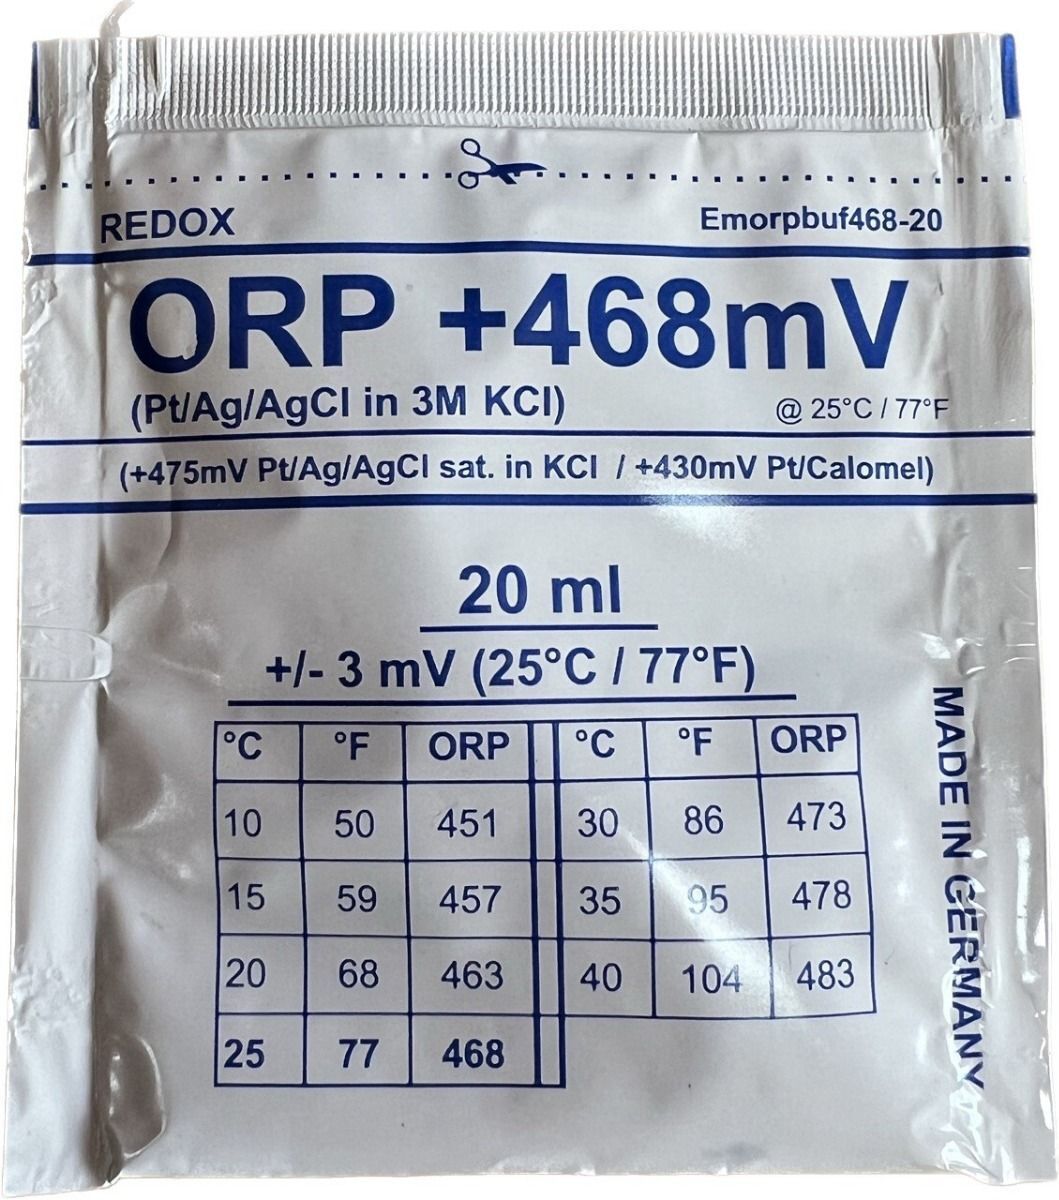 REDOX Emorpbuf468-20
ORP +468mV
(Pt/Ag/AgCl in 3M KCl) @ 25°C / 77°F
(+475mV Pt/Ag/AgCl sat. in KCl / +430mV Pt/Calomel)
20 ml
+/- 3 mV (25°C / 77°F)
°C °F ORP °C °F ORP
10 50 451 30 86 473
15 59 457 35 95 478
20 68 463 40 104 483
25 77 468
MADE IN GERMANY